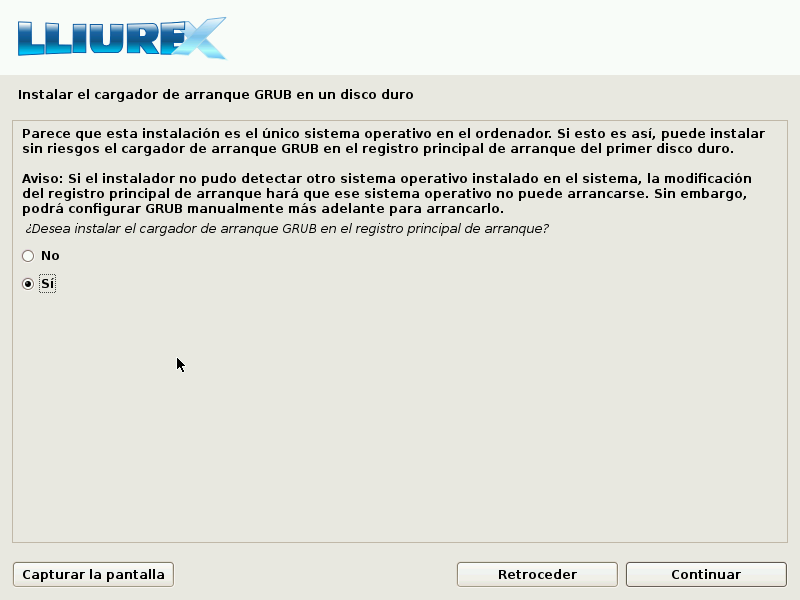 LLIUREX
Instalar el cargador de arranque GRUB en un disco duro
Parece que esta instalación es el único sistema operativo en el ordenador. Si esto es así, puede instalar
sin riesgos el cargador de arranque GRUB en el registro principal de arranque del primer disco duro.
Aviso: Si el instalador no pudo detectar otro sistema operativo instalado en el sistema, la modificación
del registro principal de arranque hará que ese sistema operativo no puede arrancarse. Sin embargo,
podrá configurar GRUB manualmente más adelante para arrancarlo.
¿Desea instalar el cargador de arranque GRUB en el registro principal de arranque?
No
Sí
Capturar la pantalla
Retroceder
Continuar